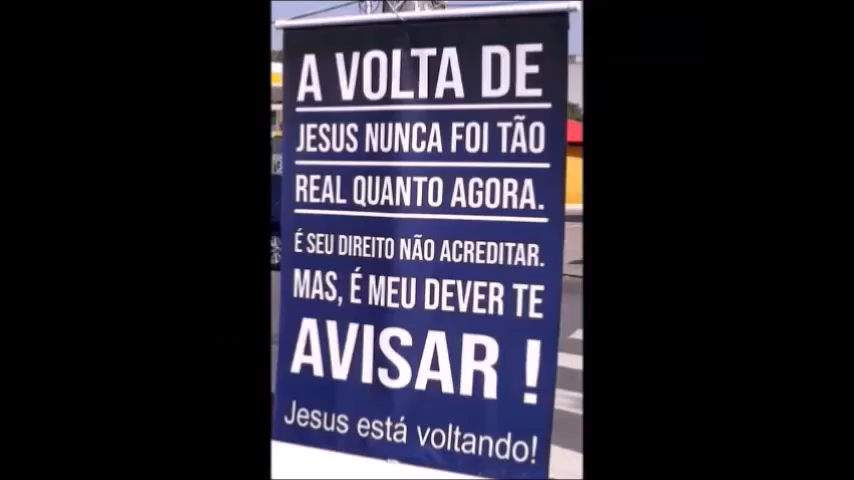 A VOLTA DE
JESUS NUNCA FOI TÃO
REAL QUANTO AGORA.
É SEU DIREITO NÃO ACREDITAR.
MAS, É MEU DEVER TE
AVISAR !
Jesus está voltando!